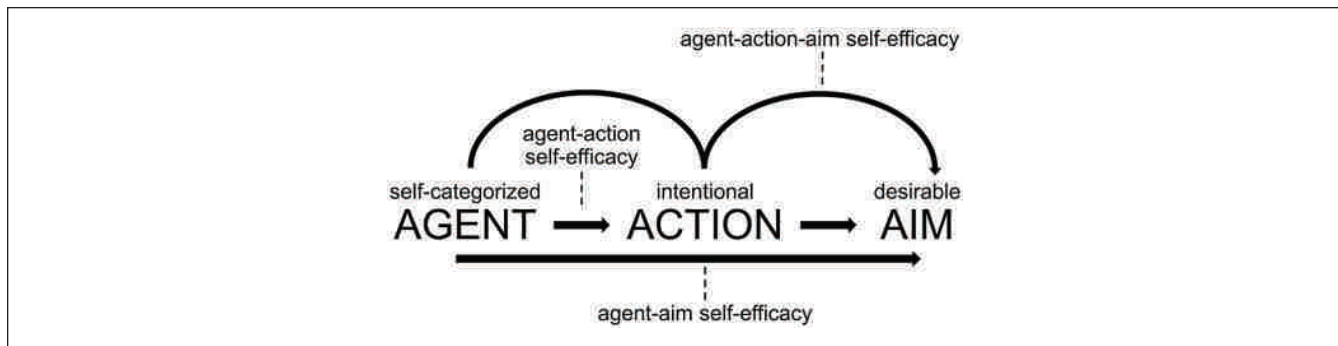 agent-action-aim self-efficacy
agent-action
self-efficacy
self-categorized
intentional
desirable
AGENT
ACTION
AIM
agent-aim self-efficacy